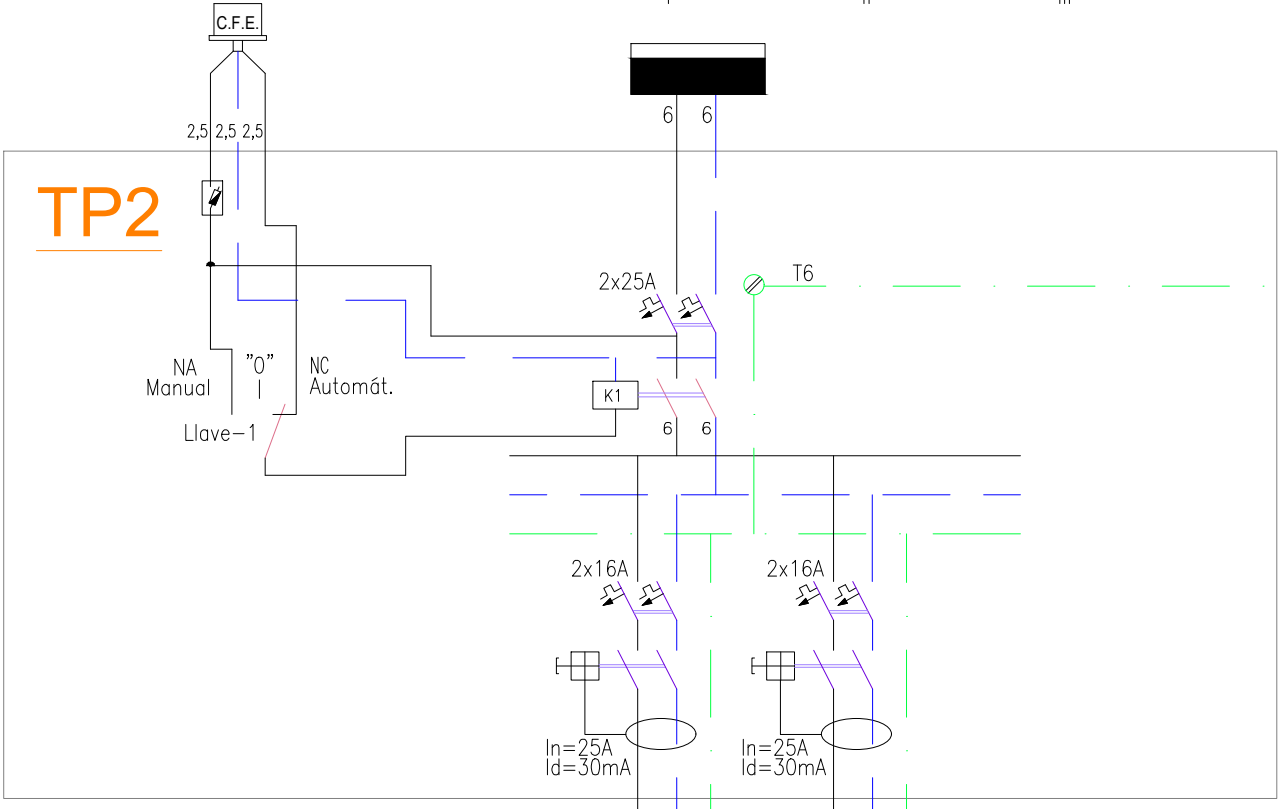 C.F.E.
6 6
2,5 2,5 2,5
TP2
T6
2x25A
NA
Manual
"O"
NC
Automát.
K1
Llave-1
6 6
2x16A
2x16A
In=25A
Id=30mA
In=25A
Id=30mA